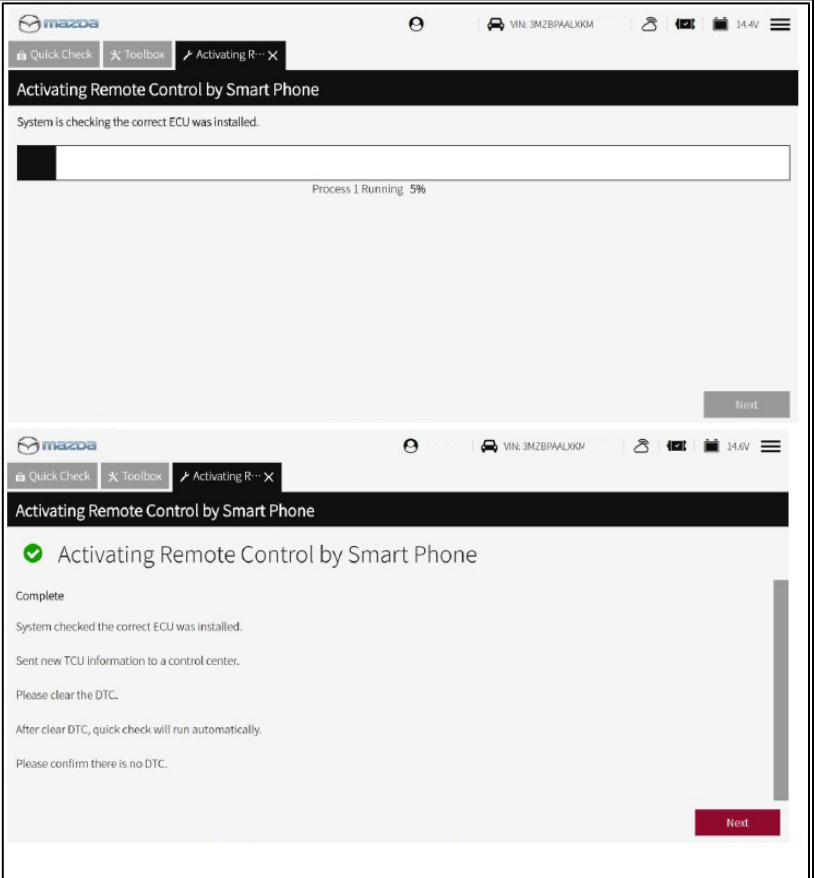 mazda
VIN: 3MZBPAALXKM
14.4V
Quick Check
Toolbox
Activating R···
Activating Remote Control by Smart Phone
System is checking the correct ECU was installed.
Process 1 Running 5%
Next
mazda
VIN: 3MZBPAALXKM
14.6V
Quick Check
Toolbox
Activating R···
Activating Remote Control by Smart Phone
Activating Remote Control by Smart Phone
Complete
System checked the correct ECU was installed.
Sent new TCU information to a control center.
Please clear the DTC.
After clear DTC, quick check will run automatically.
Please confirm there is no DTC.
Next